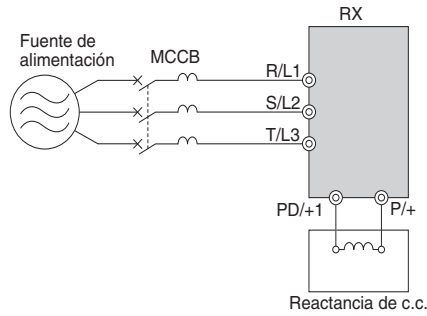 RX
Fuente de
alimentación
MCCB
R/L1
S/L2
T/L3
PD/+1
P/+
Reactancia de c.c.